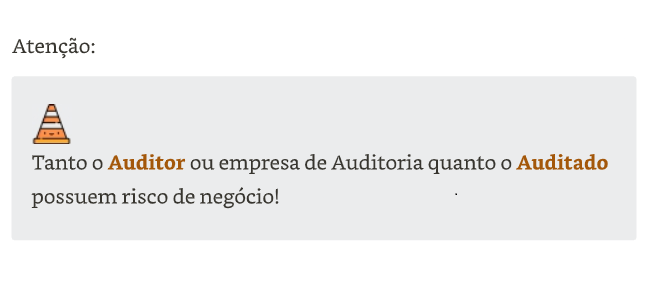 Atenção:
Tanto o Auditor ou empresa de Auditoria quanto o Auditado
possuem risco de negócio!